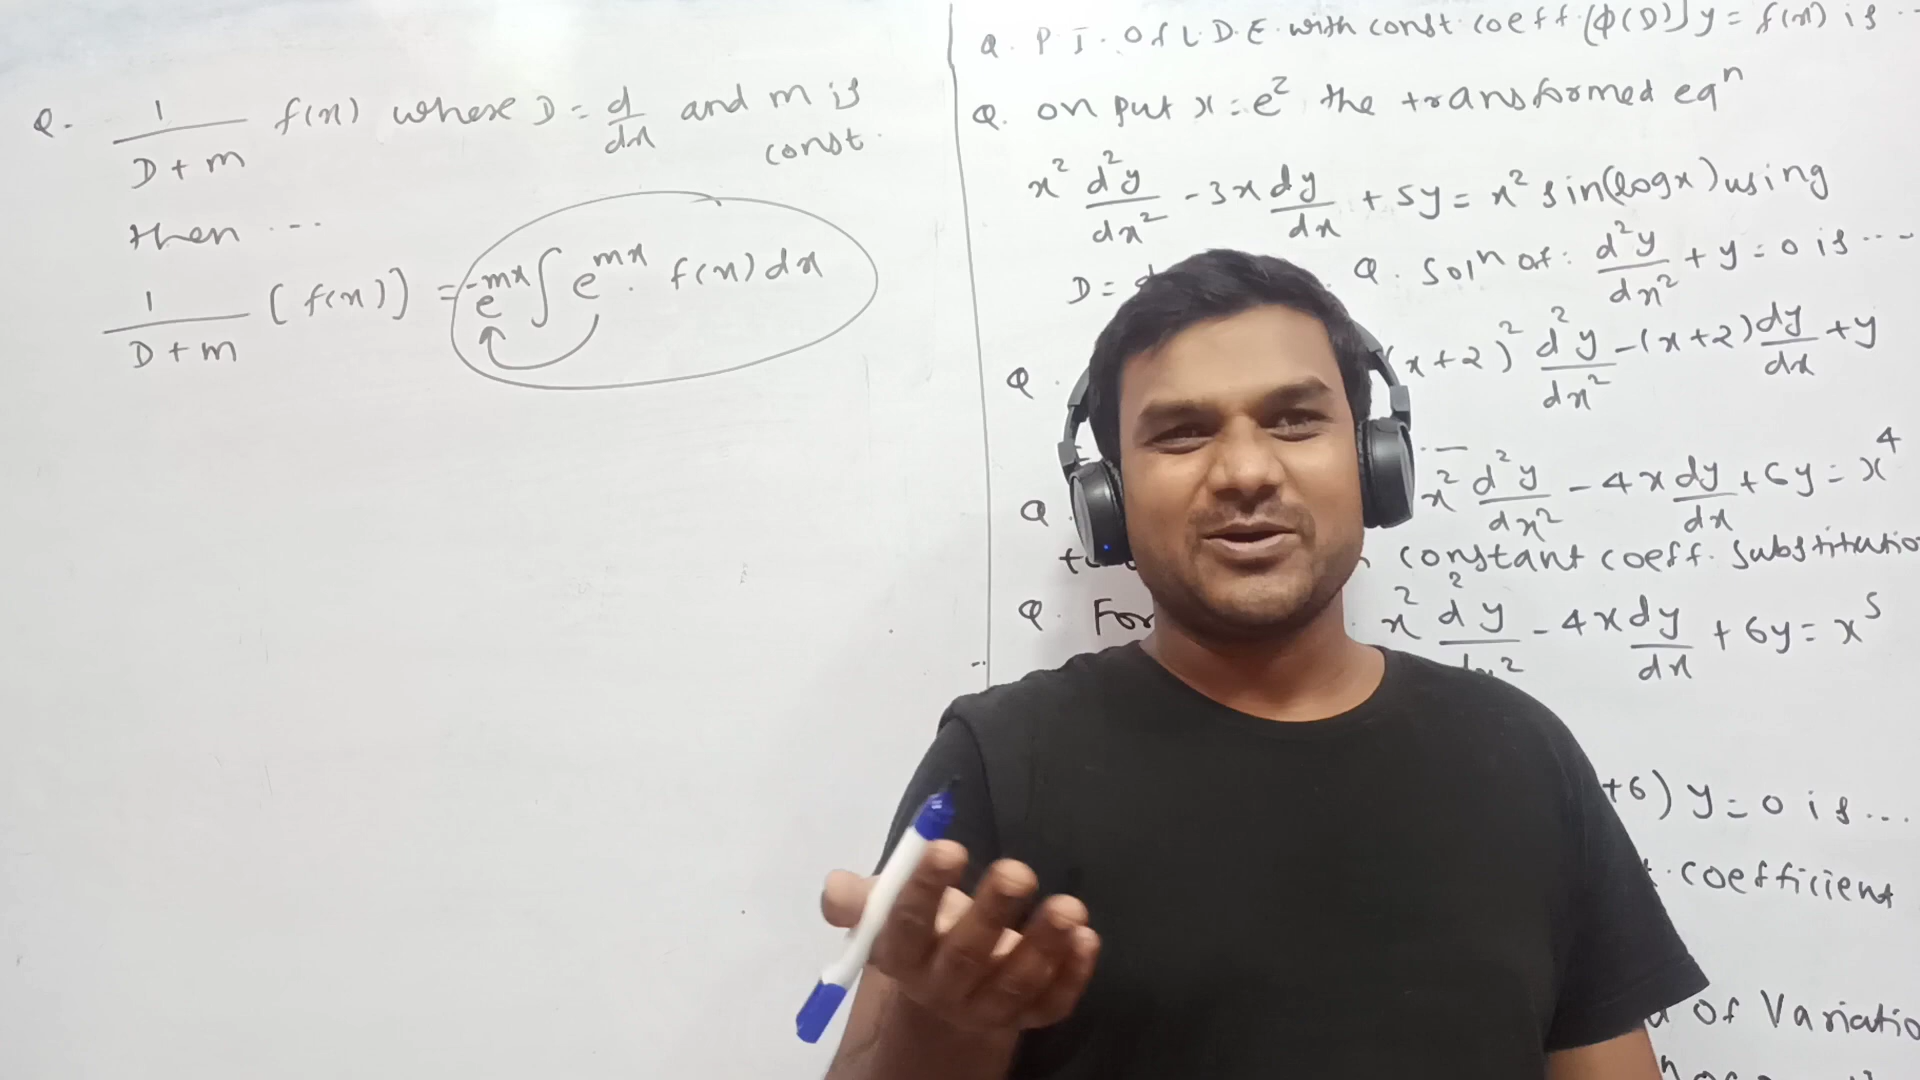 Q. 1/(D+m) f(x) where D = d/dx and m is const.
then ...
1/(D+m) [f(x)] = e^-mx ∫ e^mx . f(x) dx
Q. P.I. of L.D.E. with const. coeff. [φ(D)] y = f(x) is ...
Q. on put x = e^z the transformed eq^n
x² d²y/dx² - 3x dy/dx + 5y = x² sin(logx) using
D =
Q. Sol^n of: d²y/dx² + y = 0 is ...
Q. (x+2)² d²y/dx² - (x+2) dy/dx + y
Q. x² d²y/dx² - 4x dy/dx + 6y = x⁴
constant coeff. substitutio
Q. For x² d²y/dx² - 4x dy/dx + 6y = x⁵
+6) y = 0 is ...
. coefficient
of Variatio